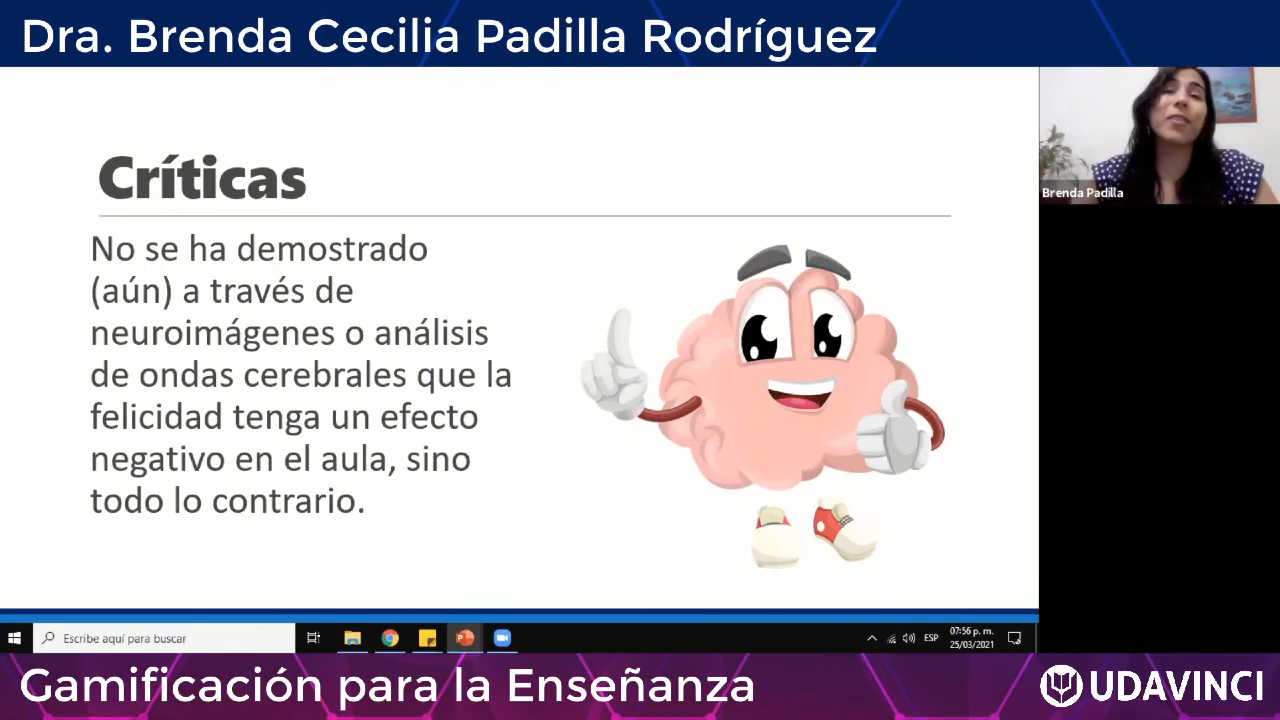 Dra. Brenda Cecilia Padilla Rodríguez
Brenda Padilla
Críticas
No se ha demostrado
(aún) a través de
neuroimágenes o análisis
de ondas cerebrales que la
felicidad tenga un efecto
negativo en el aula, sino
todo lo contrario.
Escribe aquí para buscar
ESP
07:56 p. m.
25/03/2021
Gamificación para la Enseñanza
UDAVINCI